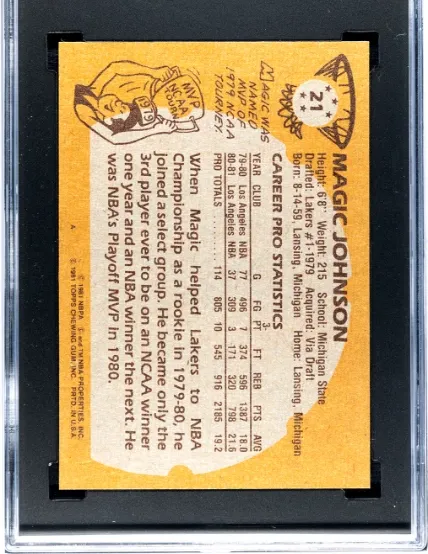 21
MAGIC JOHNSON
Height: 6'8" Weight: 215 School: Michigan State
Drafted: Lakers #1-1979 Acquired: Via Draft
Born: 8-14-59, Lansing, Michigan Home: Lansing, Michigan
CAREER PRO STATISTICS
YEAR CLUB G FG 3 PT FT REB PTS AVG
79-80 Los Angeles NBA 77 496 7 374 596 1387 18.0
80-81 Los Angeles NBA 37 309 3 171 320 798 21.6
PRO TOTALS 114 805 10 545 916 2185 19.2
MAGIC WAS
NAMED
MVP OF
1979 NCAA
TOURNEY.
MVP
NCAA
TOURN.
1979
When Magic helped Lakers to NBA
Championship as a rookie in 1979-80, he
joined a select group. He became only the
3rd player ever to be on an NCAA winner
one year and an NBA winner the next. He
was NBA's Playoff MVP in 1980.
A
© 1981 NBPA © and TM NBA PROPERTIES, INC.
© 1981 TOPPS CHEWING GUM, INC. PRTD. IN U.S.A.